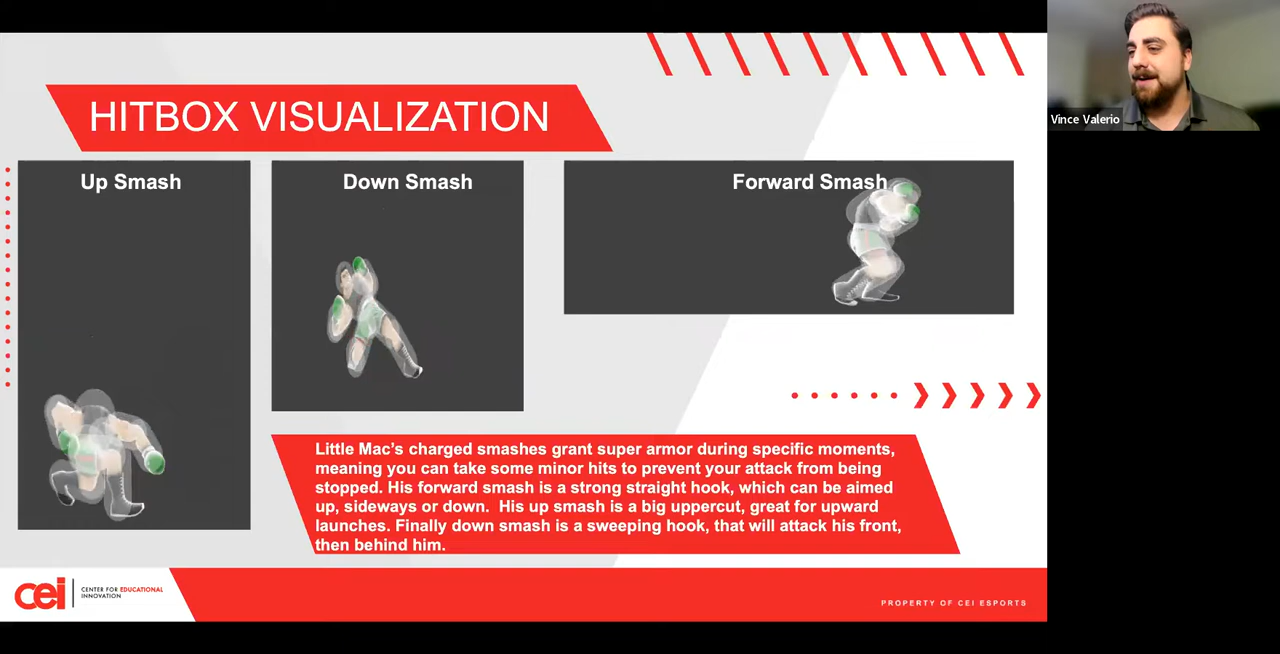 HITBOX VISUALIZATION
Vince Valerio
Up Smash
Down Smash
Forward Smash
Little Mac's charged smashes grant super armor during specific moments,
meaning you can take some minor hits to prevent your attack from being
stopped. His forward smash is a strong straight hook, which can be aimed
up, sideways or down.  His up smash is a big uppercut, great for upward
launches. Finally down smash is a sweeping hook, that will attack his front,
then behind him.
cei
CENTER FOR EDUCATIONAL
INNOVATION
PROPERTY OF CEI ESPORTS